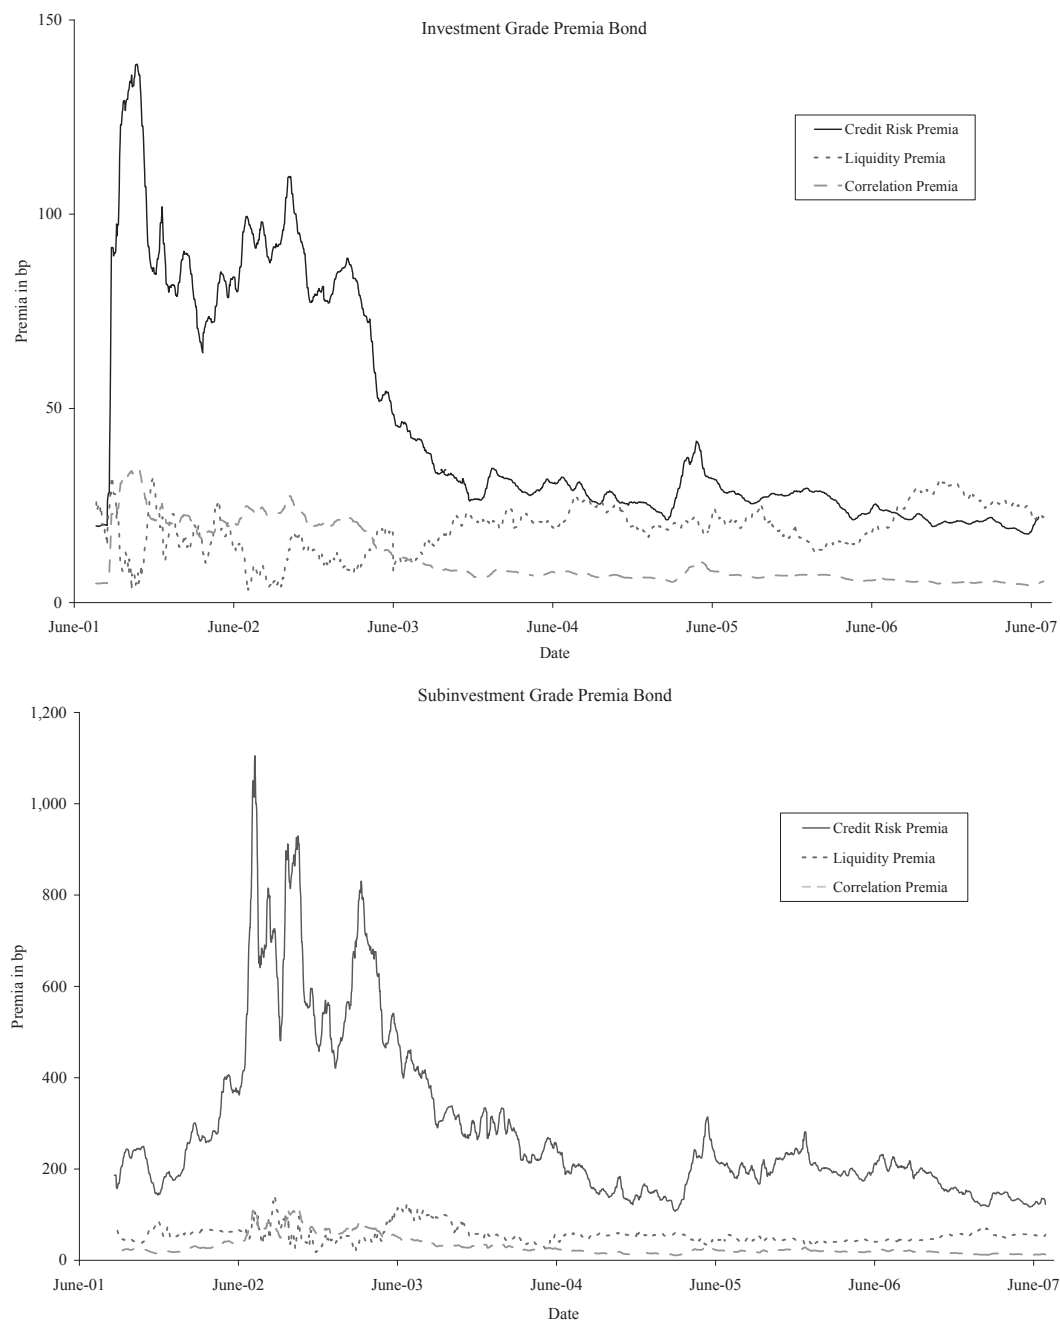 Investment Grade Premia Bond
150
100
50
0
Premia in bp
Credit Risk Premia
Liquidity Premia
Correlation Premia
June-01 June-02 June-03 June-04 June-05 June-06 June-07
Date
Subinvestment Grade Premia Bond
1,200
1,000
800
600
400
200
0
Premia in bp
Credit Risk Premia
Liquidity Premia
Correlation Premia
June-01 June-02 June-03 June-04 June-05 June-06 June-07
Date